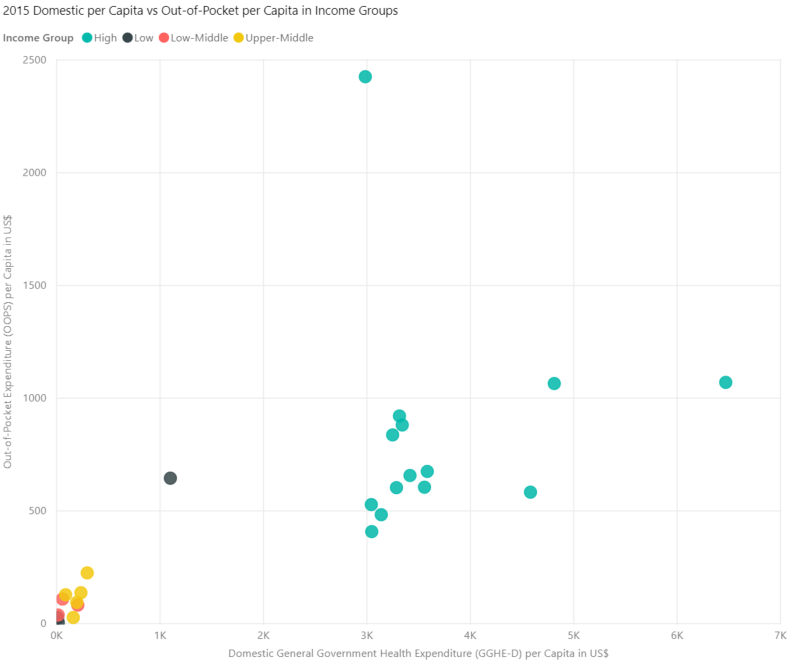 2015 Domestic per Capita vs Out-of-Pocket per Capita in Income Groups
Income Group High Low Low-Middle Upper-Middle
Out-of-Pocket Expenditure (OOPS) per Capita in US$
2500
2000
1500
1000
500
0
0K 1K 2K 3K 4K 5K 6K 7K
Domestic General Government Health Expenditure (GGHE-D) per Capita in US$